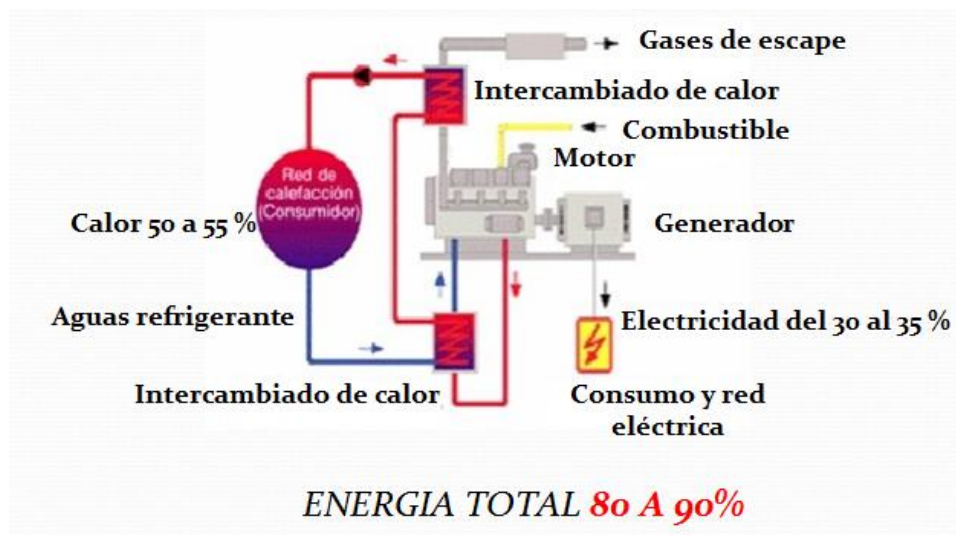 Gases de escape
Intercambiado de calor
Combustible
Motor
Red de
calefacción
(Consumidor)
Calor 50 a 55 %
Generador
Aguas refrigerante
Electricidad del 30 al 35 %
Intercambiado de calor
Consumo y red
eléctrica
ENERGIA TOTAL 80 A 90%